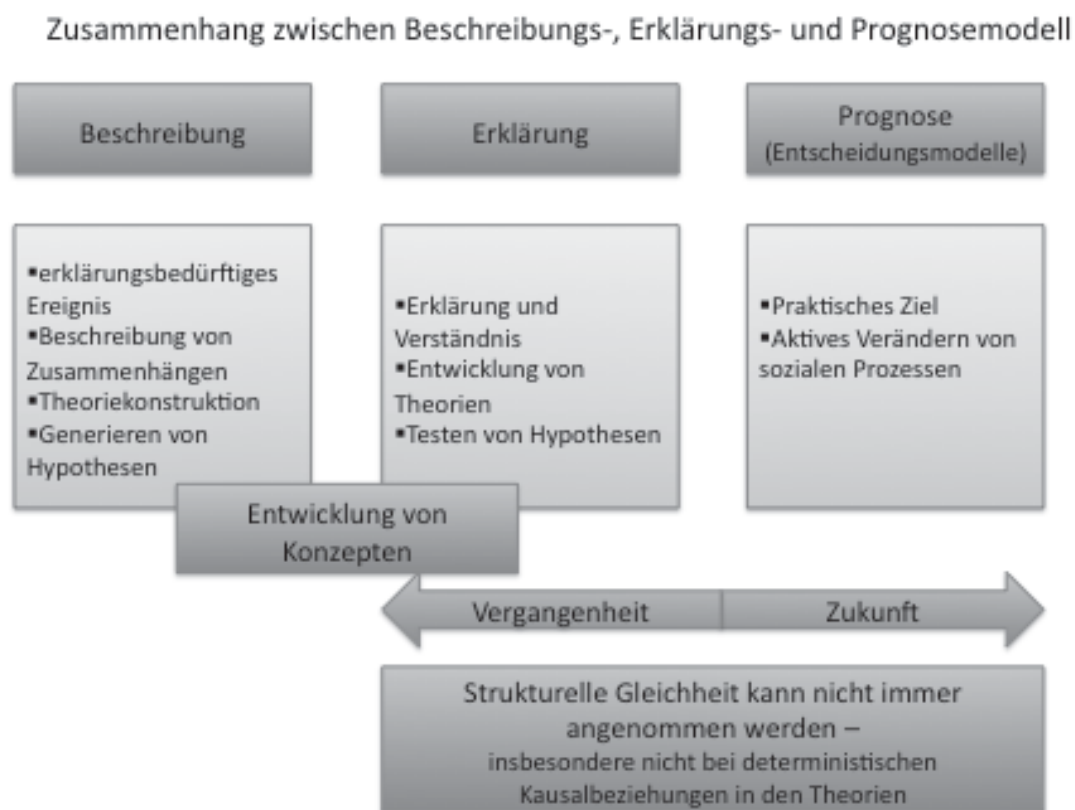 Zusammenhang zwischen Beschreibungs-, Erklärungs- und Prognosemodell
Beschreibung
Erklärung
Prognose
(Entscheidungsmodelle)
▪erklärungsbedürftiges
Ereignis
▪Beschreibung von
Zusammenhängen
▪Theoriekonstruktion
▪Generieren von
Hypothesen
▪Erklärung und
Verständnis
▪Entwicklung von
Theorien
▪Testen von Hypothesen
▪Praktisches Ziel
▪Aktives Verändern von
sozialen Prozessen
Entwicklung von
Konzepten
Vergangenheit
Zukunft
Strukturelle Gleichheit kann nicht immer
angenommen werden –
insbesondere nicht bei deterministischen
Kausalbeziehungen in den Theorien